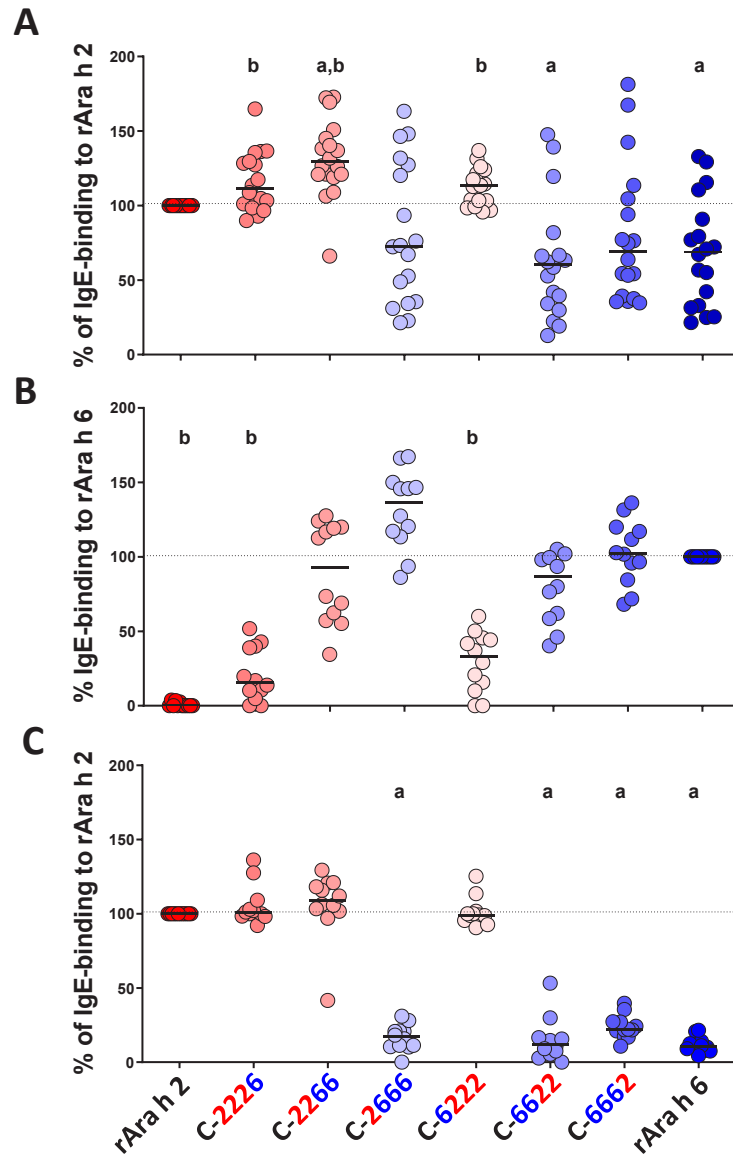 A
% of IgE-binding to rAra h 2
200
150
100
50
0
b
a,b
b
a
a
B
% IgE-binding to rAra h 6
200
150
100
50
0
b
b
b
C
% of IgE-binding to rAra h 2
200
150
100
50
0
a
a
a
a
rAra h 2
C-2226
C-2266
C-2666
C-6222
C-6622
C-6662
rAra h 6